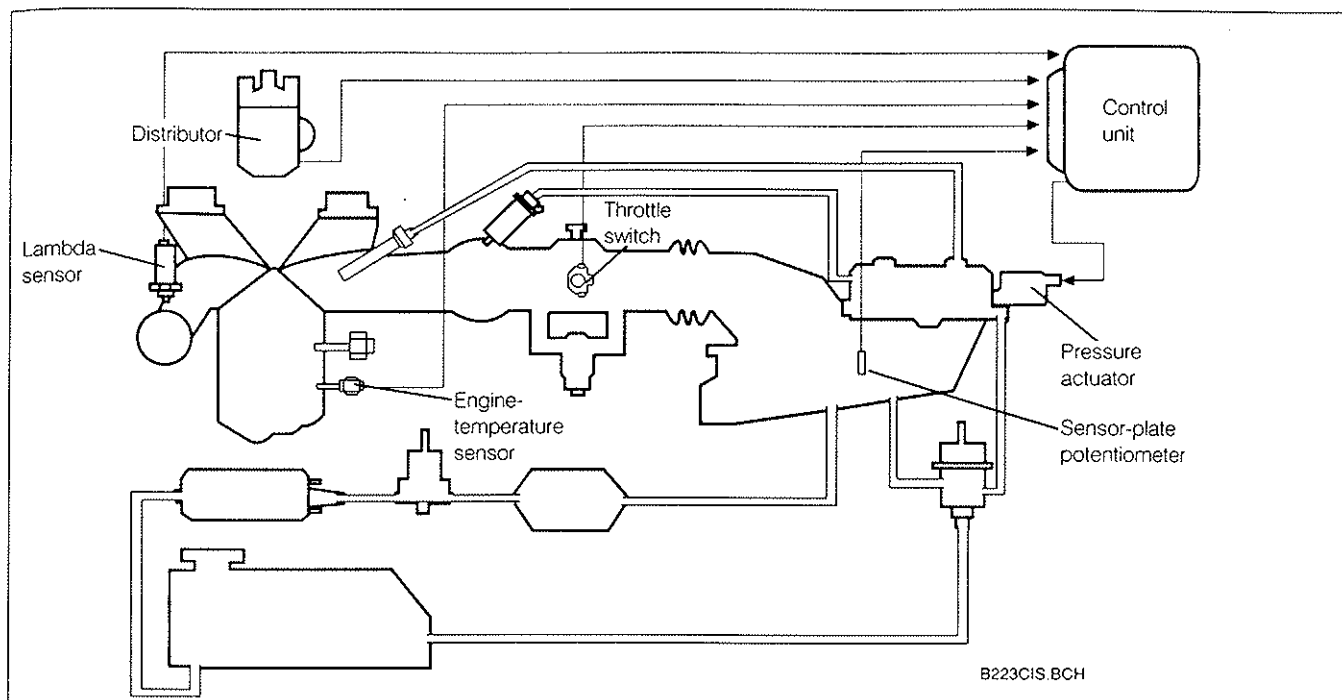 Distributor
Control
unit
Throttle
switch
Lambda
sensor
Pressure
actuator
Engine-
temperature
sensor
Sensor-plate
potentiometer
B223CIS.BCH